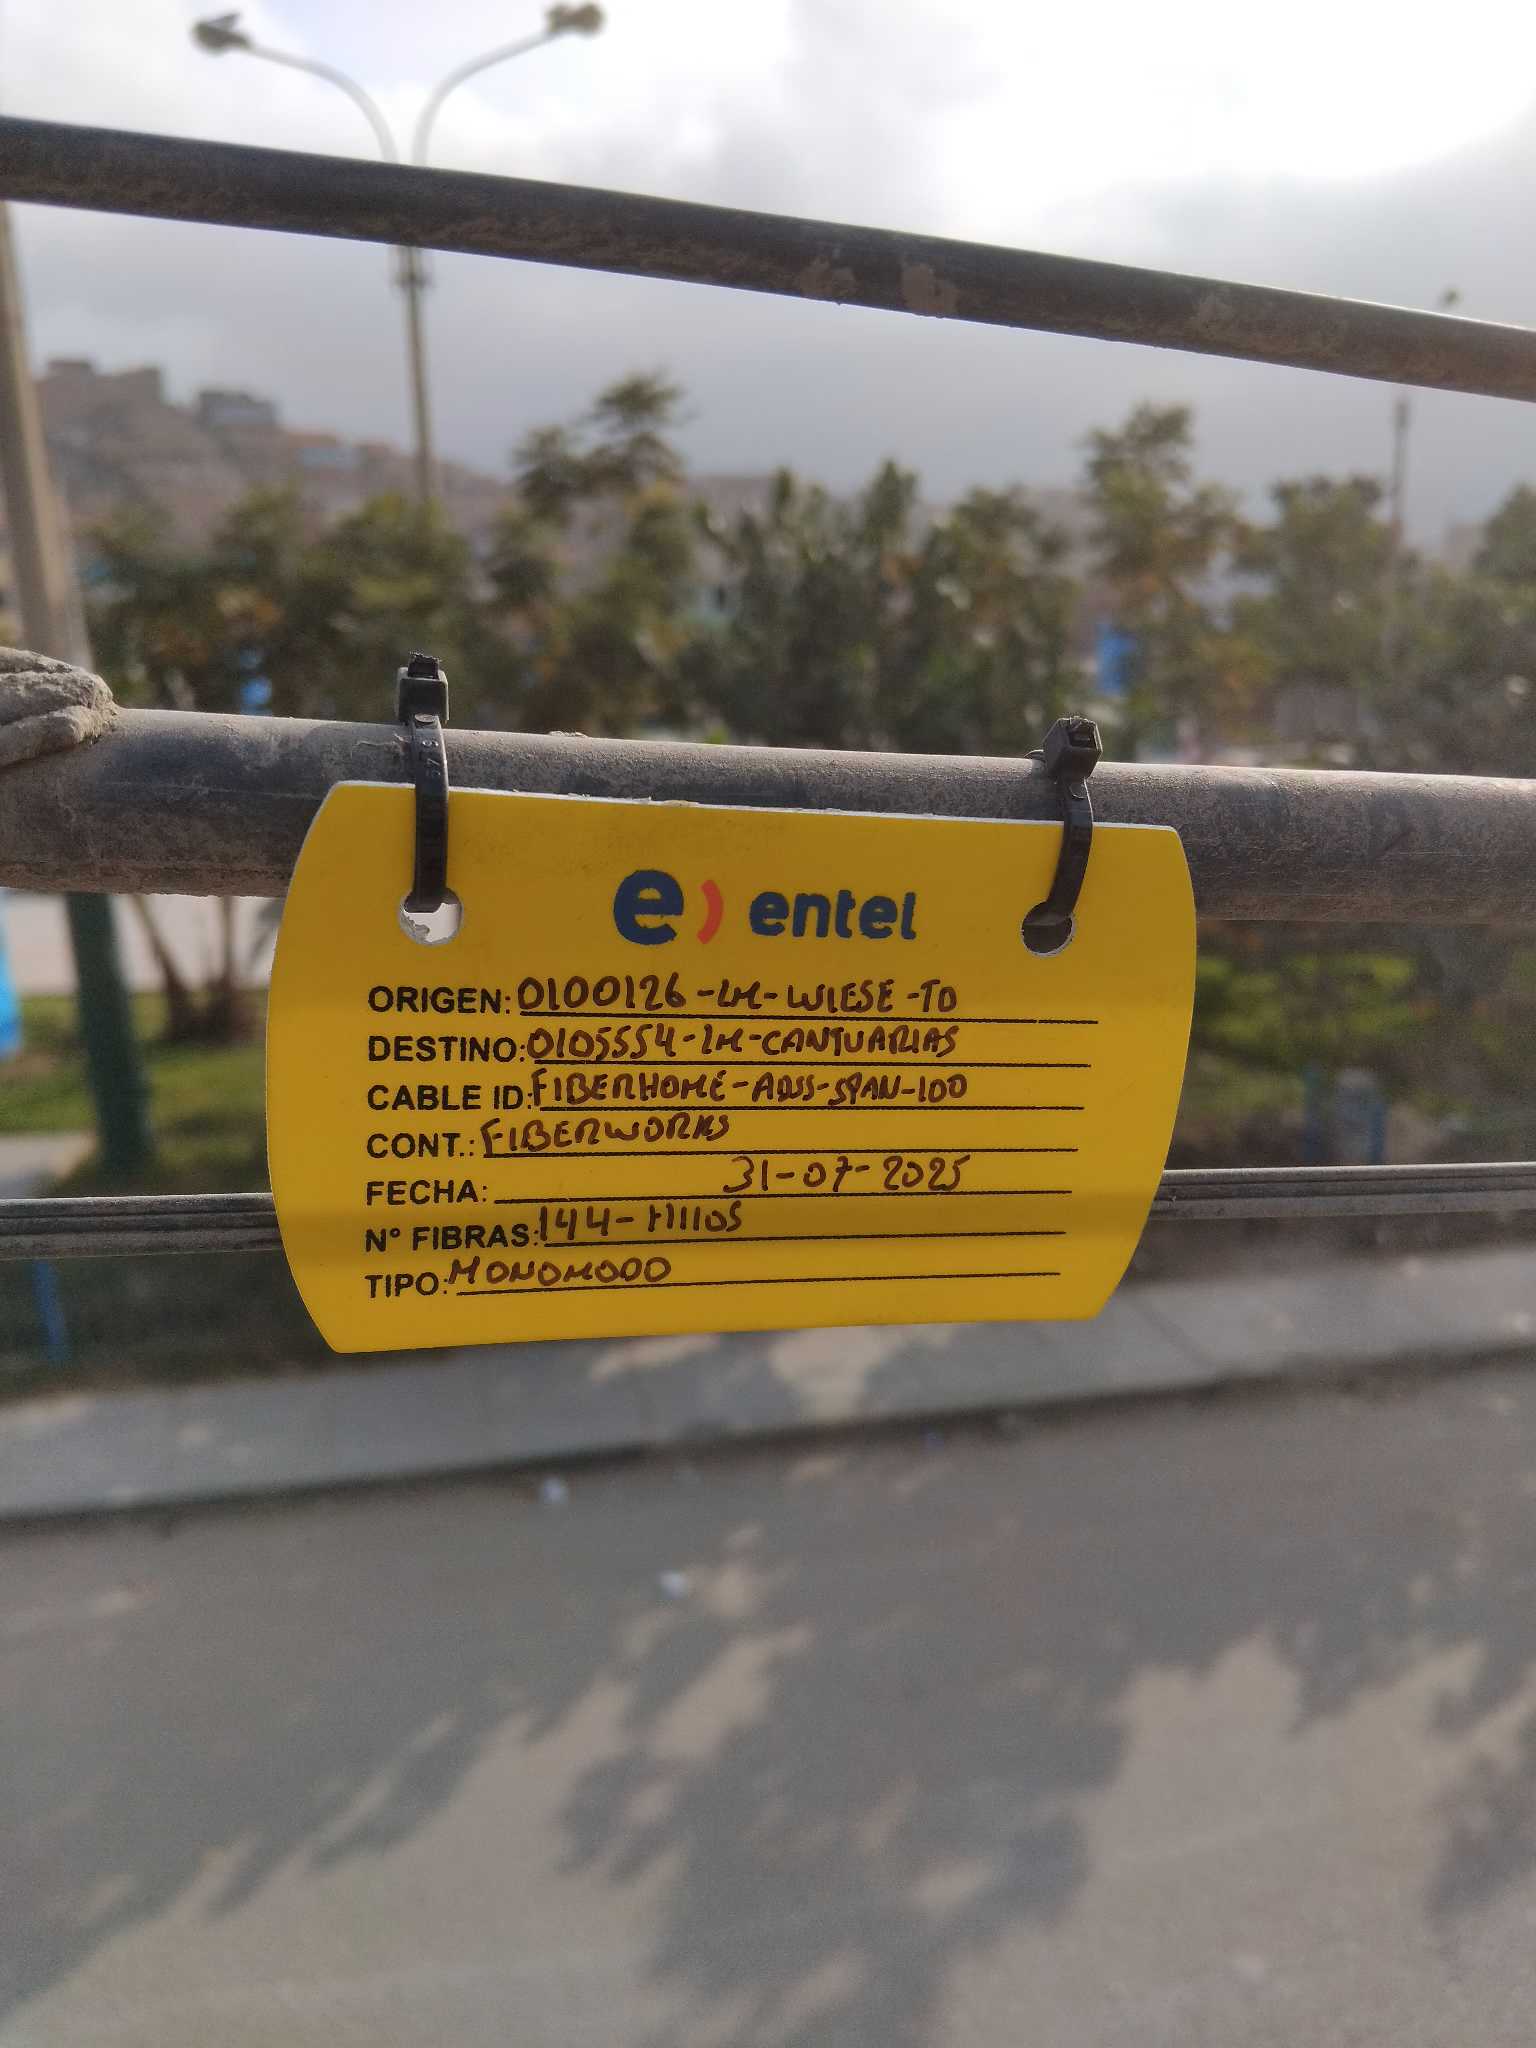 e) entel
ORIGEN: 0100126-LM-WIESE-TD
DESTINO: 0105554-LM-CANTUARIAS
CABLE ID: FIBERHOME-ADSS-SPAN-100
CONT.: FIBERWORKS
FECHA: 31-07-2025
N° FIBRAS: 144-HILLOS
TIPO: MONOMODO